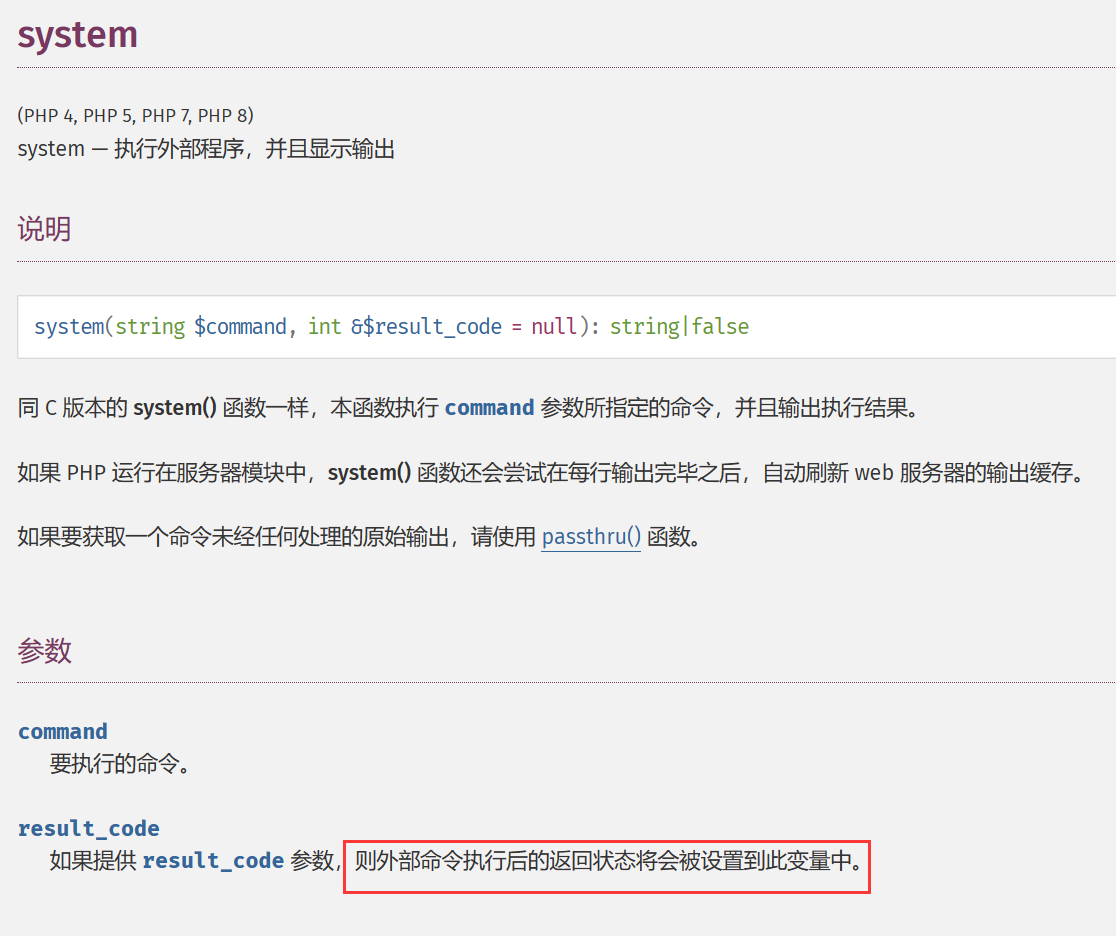 system
(PHP 4, PHP 5, PHP 7, PHP 8)
system — 执行外部程序，并且显示输出
说明
system(string $command, int &$result_code = null): string|false
同 C 版本的 system() 函数一样，本函数执行 command 参数所指定的命令，并且输出执行结果。
如果 PHP 运行在服务器模块中，system() 函数还会尝试在每行输出完毕之后，自动刷新 web 服务器的输出缓存。
如果要获取一个命令未经任何处理的原始输出，请使用 passthru() 函数。
参数
command
要执行的命令。
result_code
如果提供 result_code 参数，则外部命令执行后的返回状态将会被设置到此变量中。